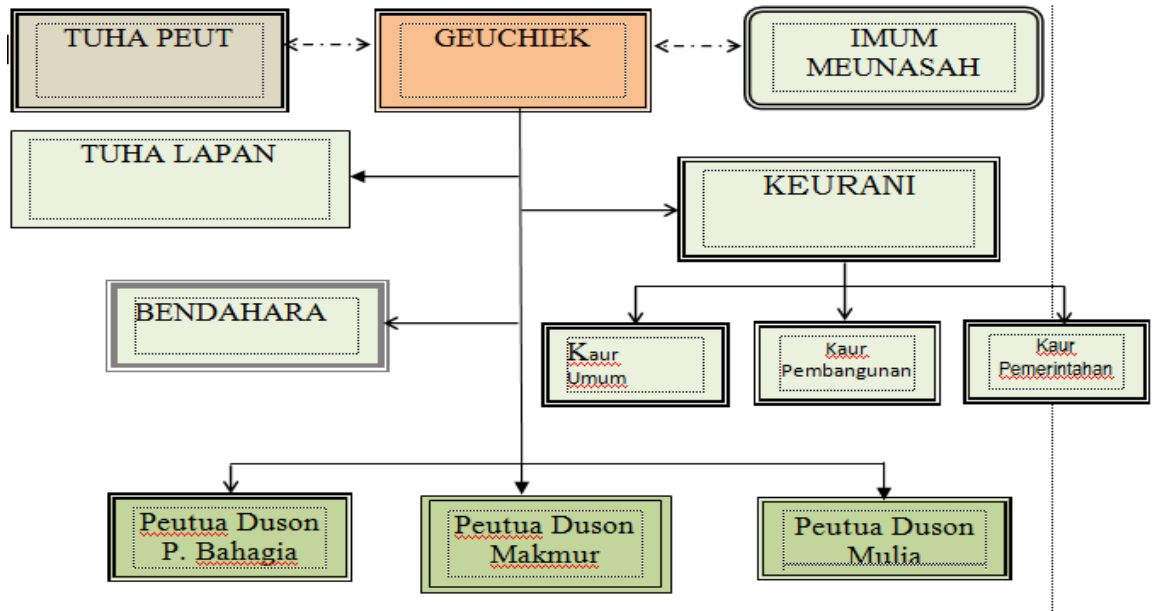 TUHA PEUT
GEUCHIEK
IMUM
MEUNASAH
TUHA LAPAN
KEURANI
BENDAHARA
Kaur
Umum
Kaur
Pembangunan
Kaur
Pemerintahan
Peutua Duson
P. Bahagia
Peutua Duson
Makmur
Peutua Duson
Mulia